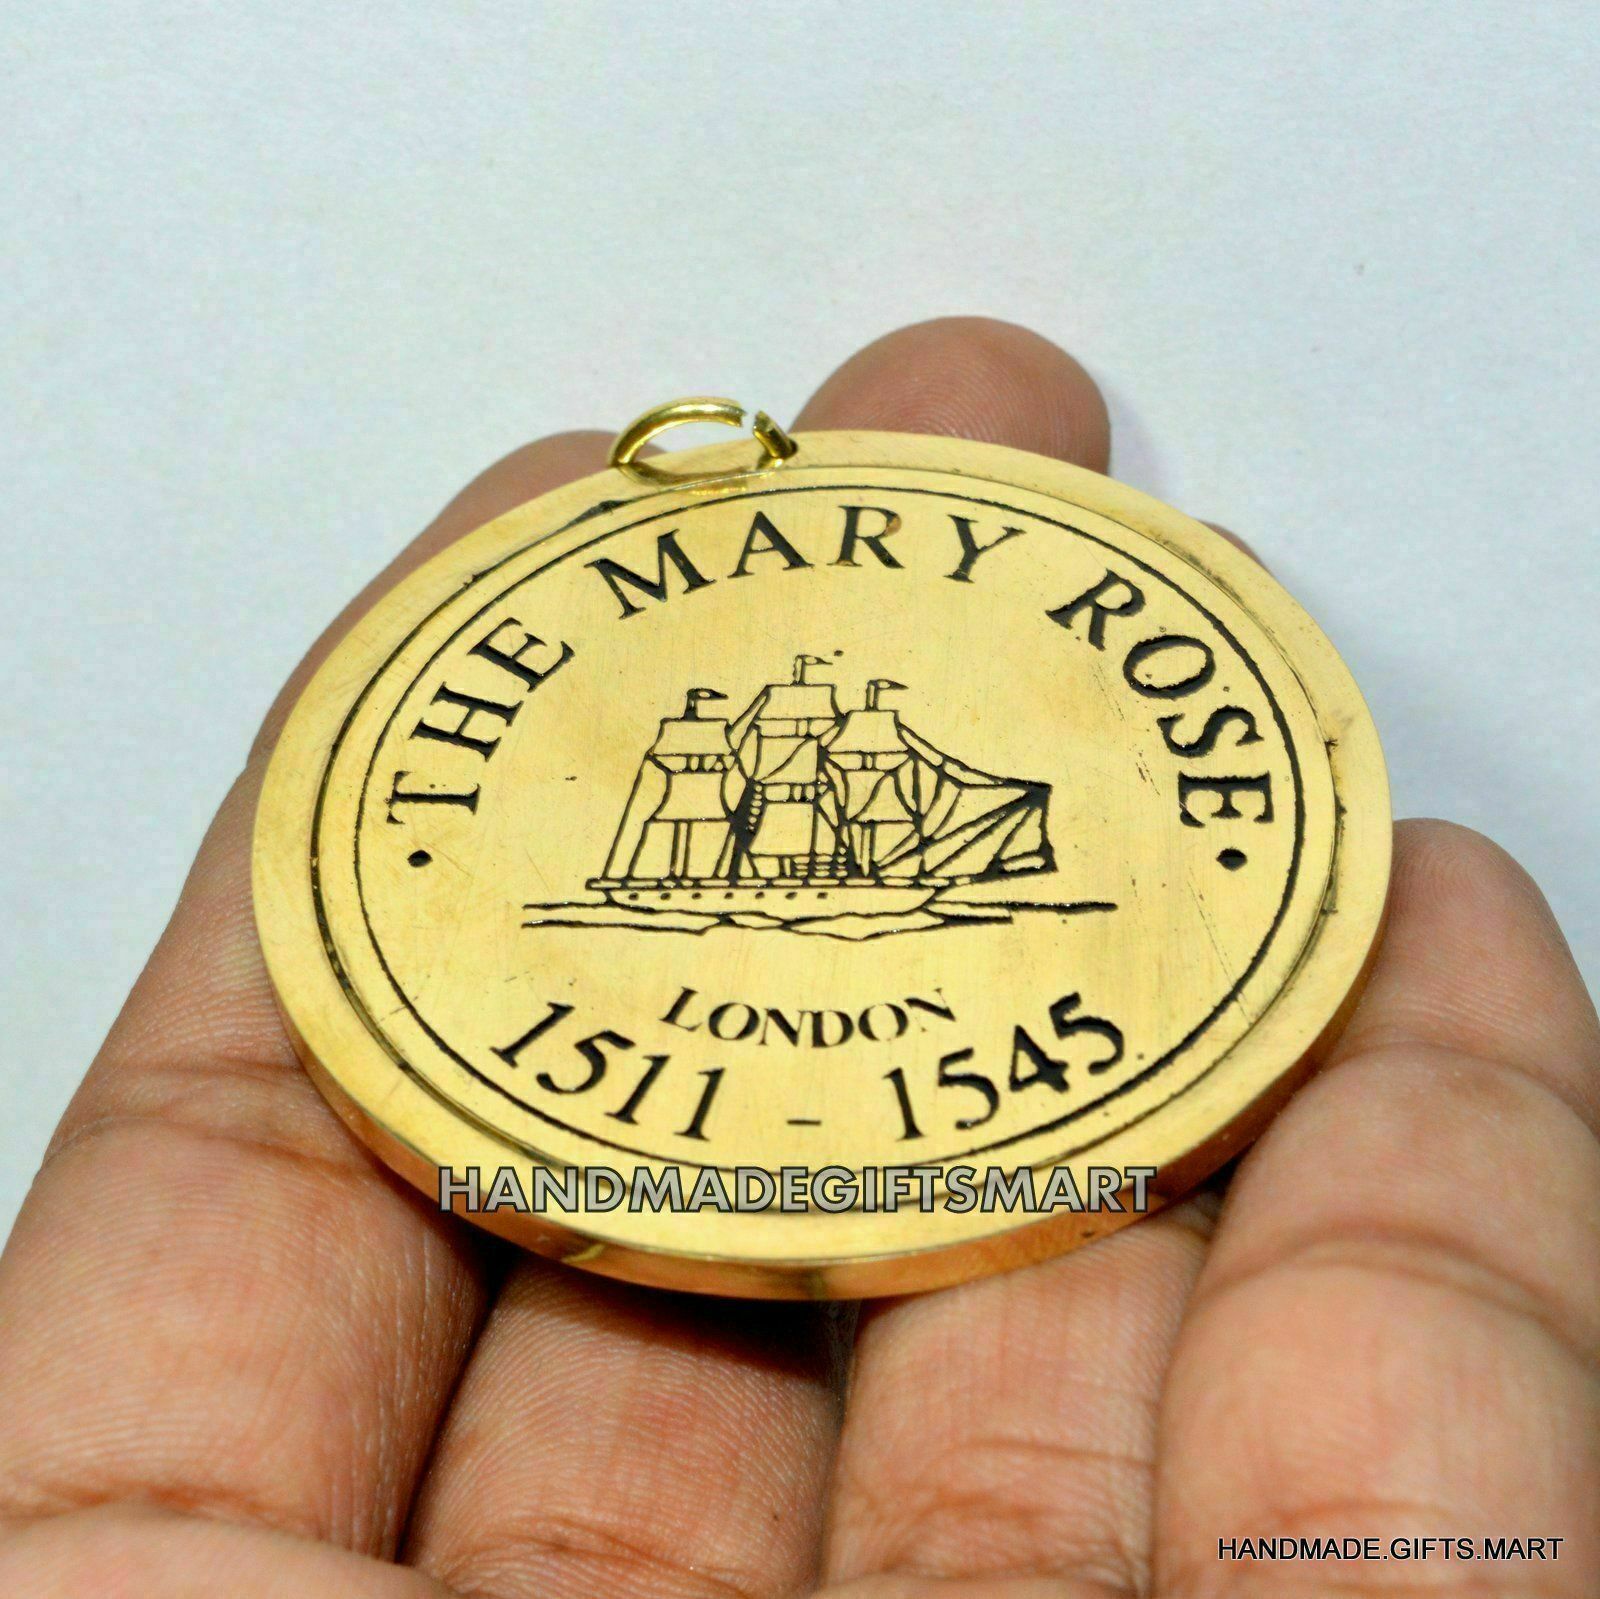 • THE MARY ROSE •
LONDON
1511 - 1545
HANDMADEGIFTSMART
HANDMADE.GIFTS.MART